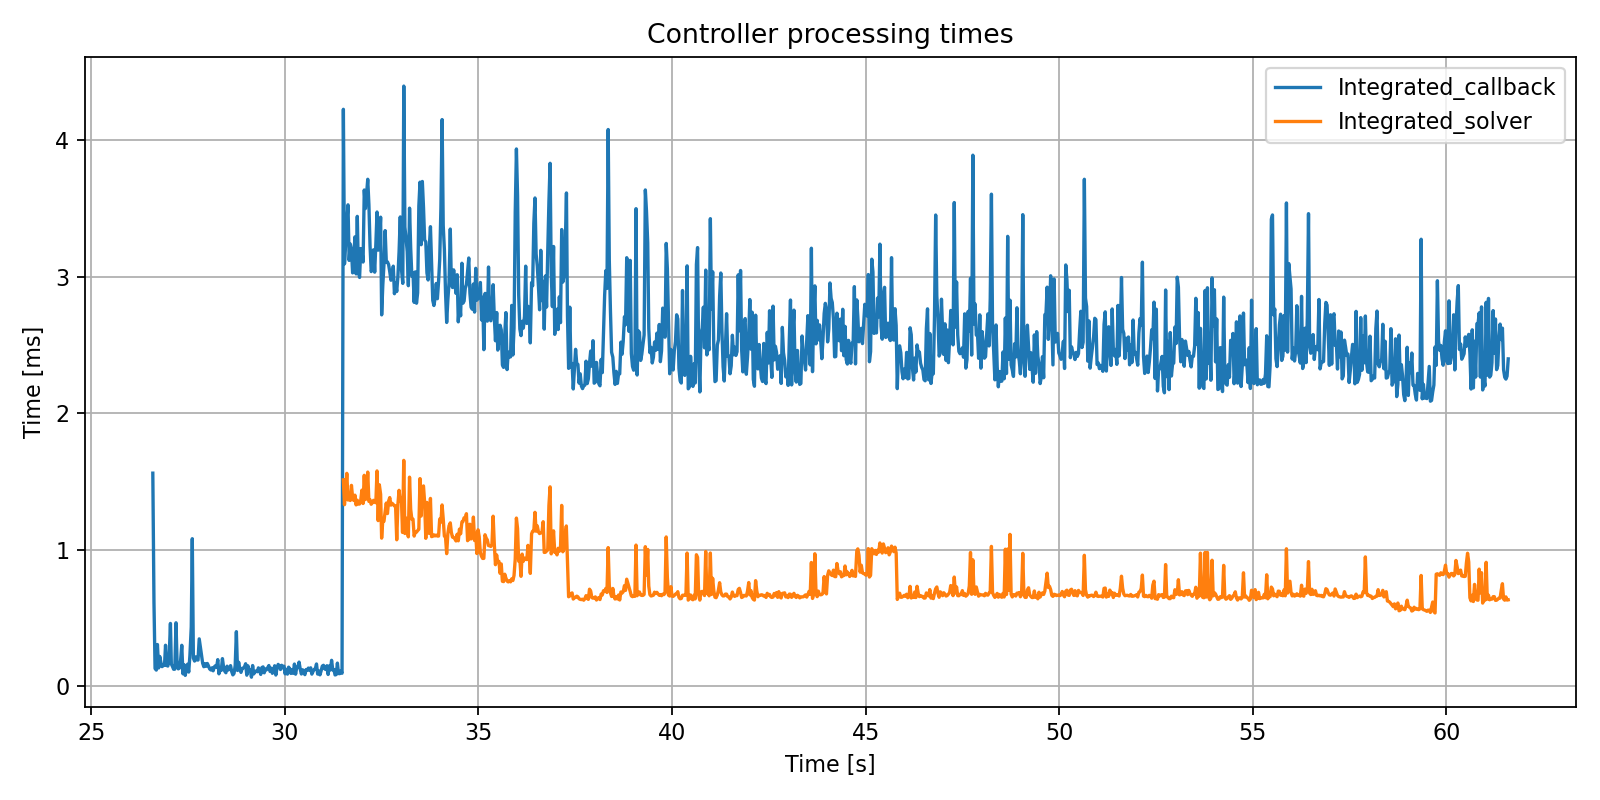 Controller processing times
Integrated_callback
Integrated_solver
Time [ms]
4
3
2
1
0
25 30 35 40 45 50 55 60
Time [s]